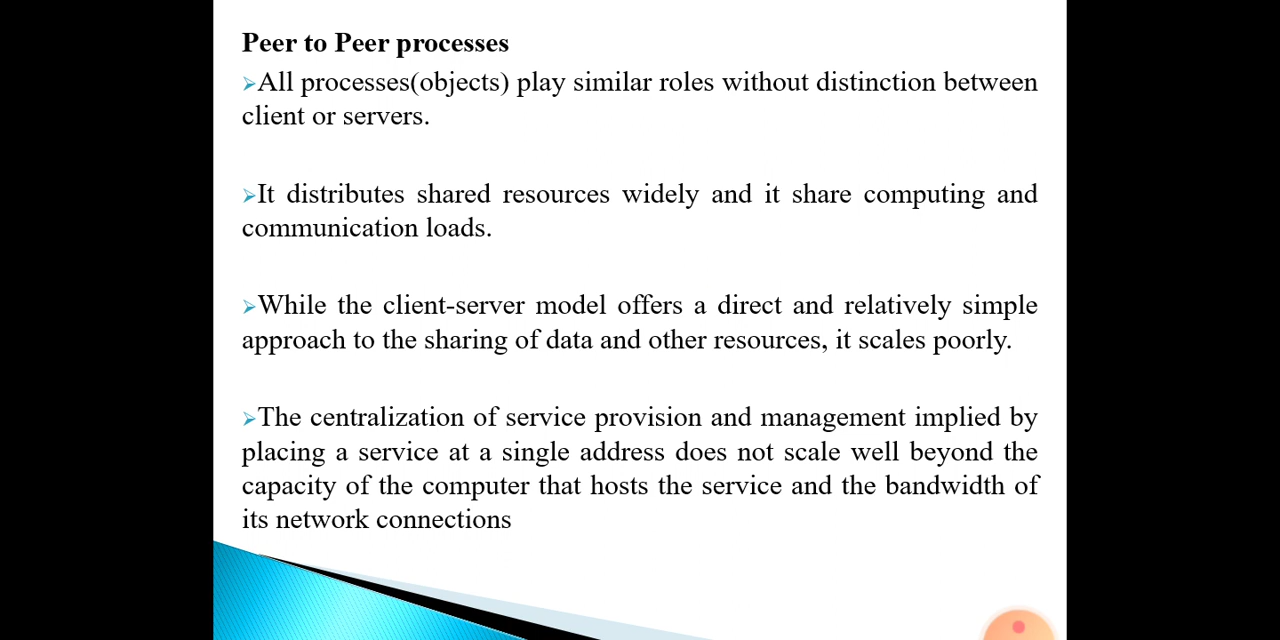 Peer to Peer processes
➢All processes(objects) play similar roles without distinction between
client or servers.
➢It distributes shared resources widely and it share computing and
communication loads.
➢While the client-server model offers a direct and relatively simple
approach to the sharing of data and other resources, it scales poorly.
➢The centralization of service provision and management implied by
placing a service at a single address does not scale well beyond the
capacity of the computer that hosts the service and the bandwidth of
its network connections